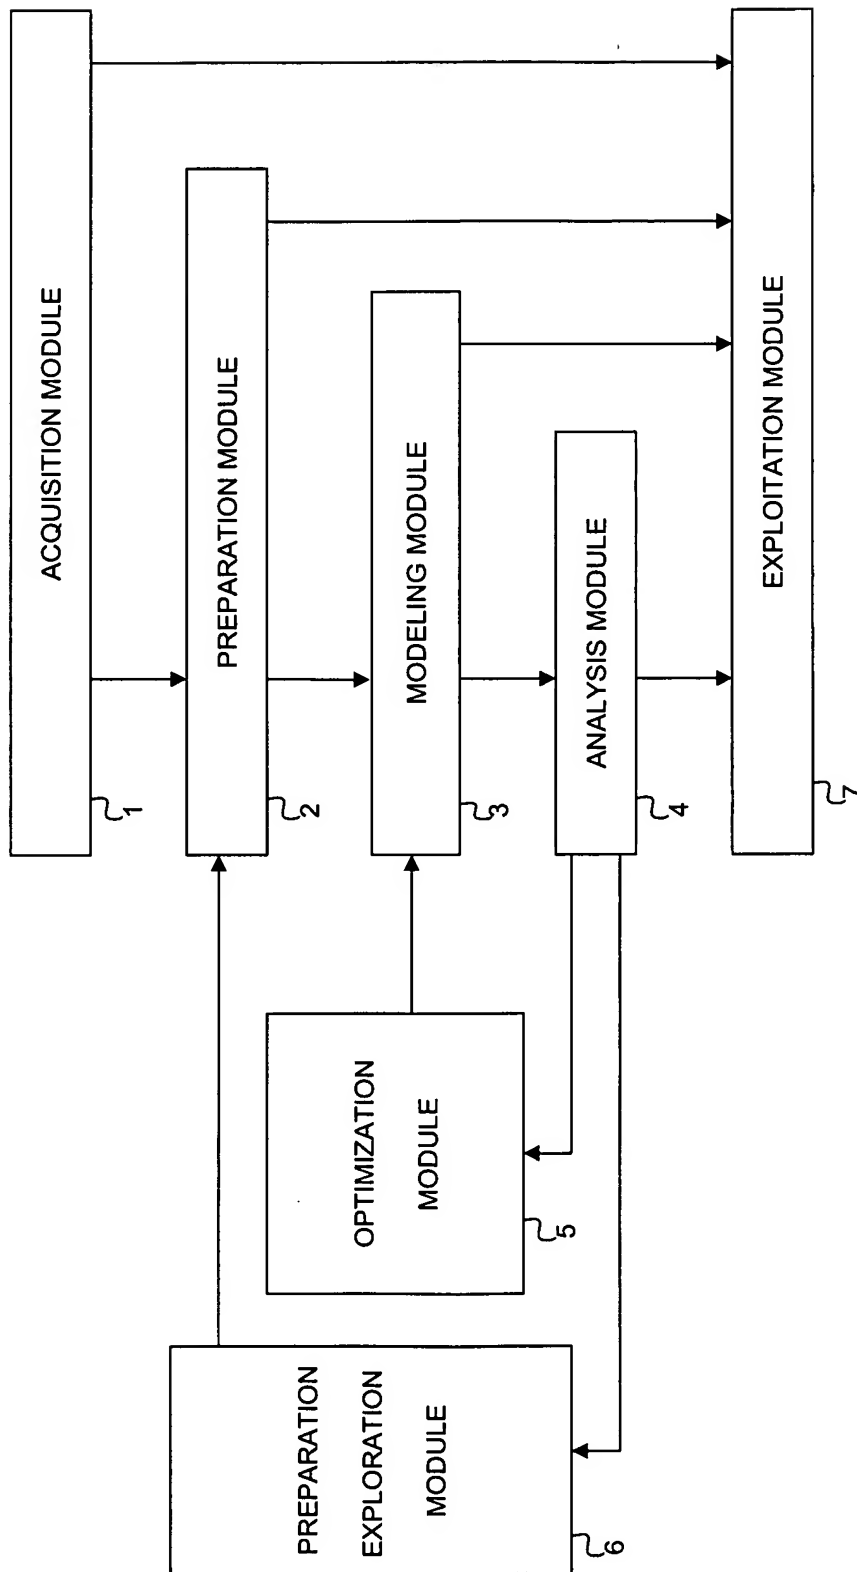 ACQUISITION MODULE
1
PREPARATION MODULE
2
MODELING MODULE
3
ANALYSIS MODULE
4
EXPLOITATION MODULE
7
OPTIMIZATION
MODULE
5
PREPARATION
EXPLORATION
MODULE
6